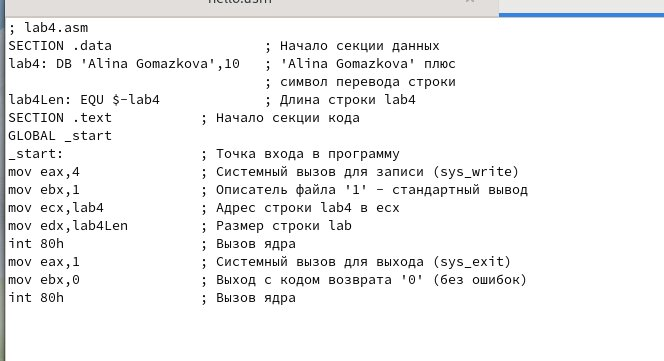 hello.asm
; lab4.asm
SECTION .data                   ; Начало секции данных
lab4: DB 'Alina Gomazkova',10   ; 'Alina Gomazkova' плюс
                                ; символ перевода строки
lab4Len: EQU $-lab4             ; Длина строки lab4
SECTION .text           ; Начало секции кода
GLOBAL _start
_start:                 ; Точка входа в программу
mov eax,4               ; Системный вызов для записи (sys_write)
mov ebx,1               ; Описатель файла '1' - стандартный вывод
mov ecx,lab4            ; Адрес строки lab4 в ecx
mov edx,lab4Len         ; Размер строки lab
int 80h                 ; Вызов ядра
mov eax,1               ; Системный вызов для выхода (sys_exit)
mov ebx,0               ; Выход с кодом возврата '0' (без ошибок)
int 80h                 ; Вызов ядра